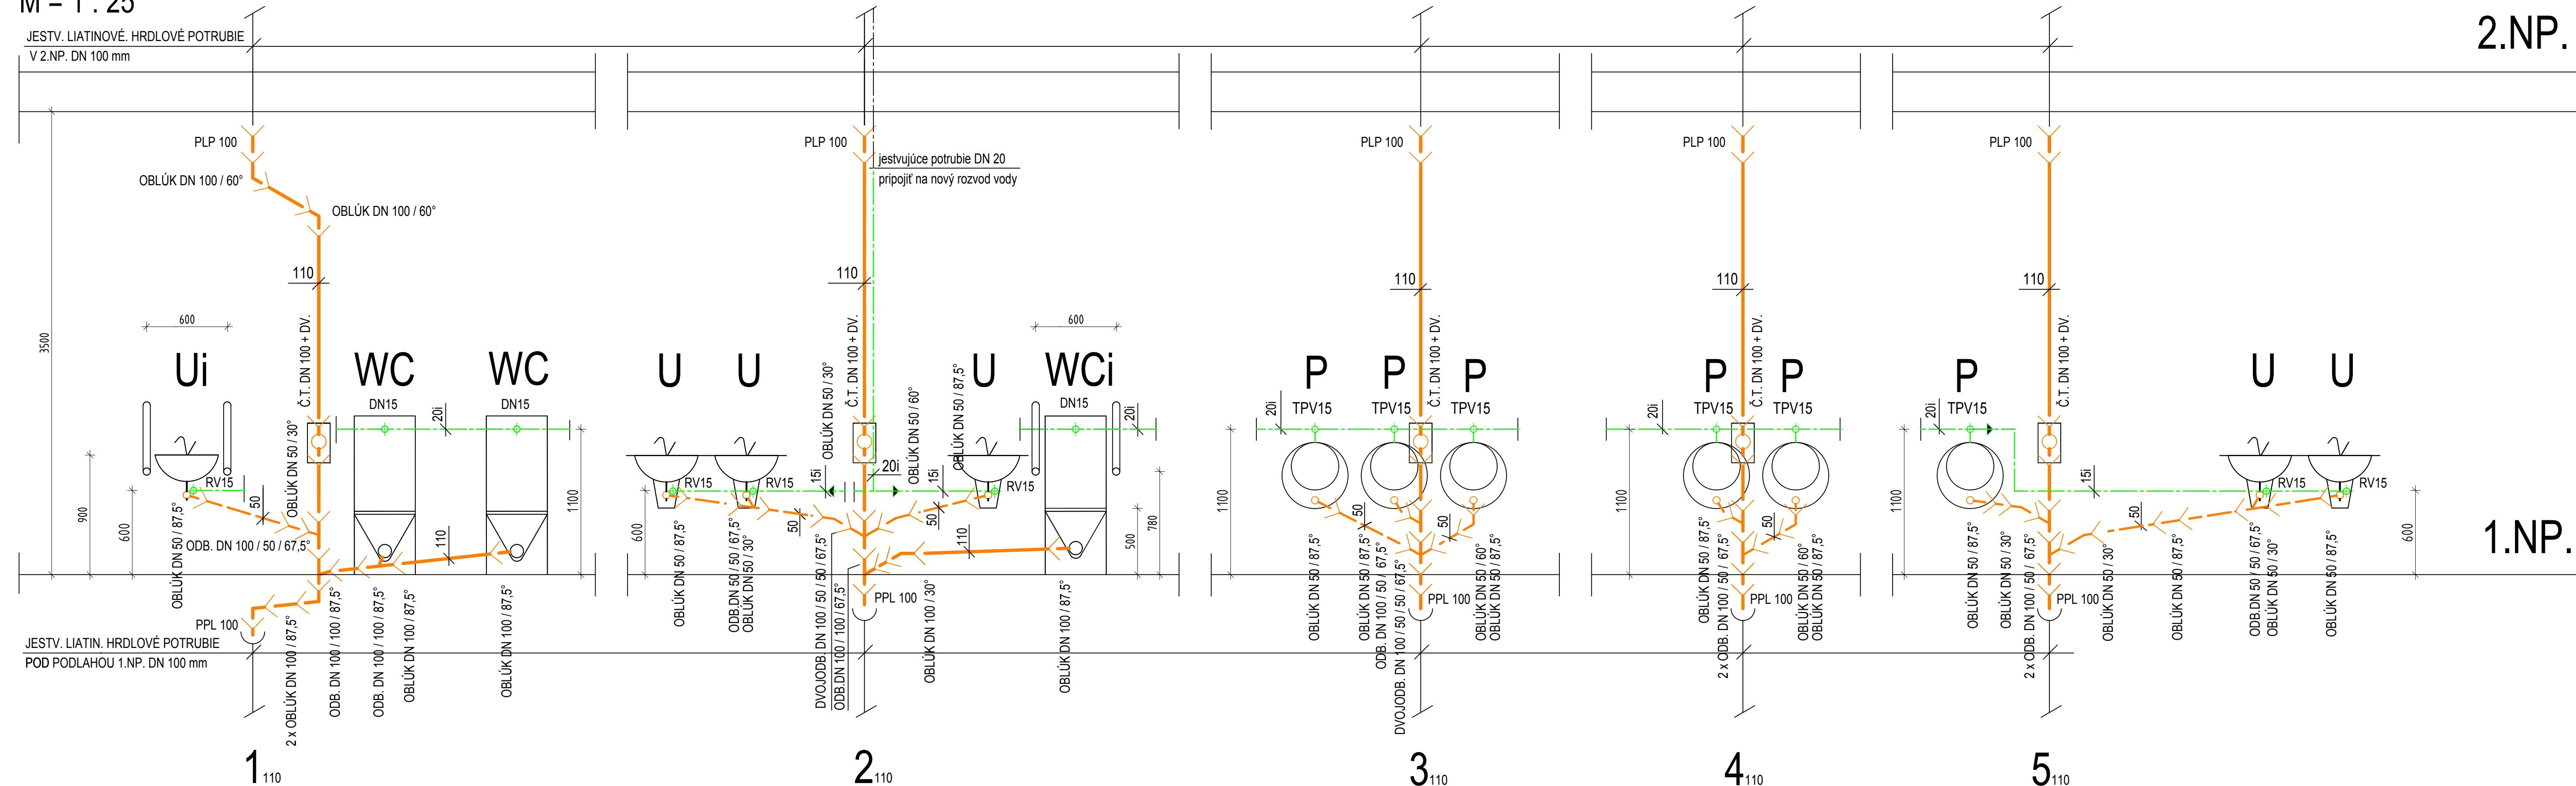 M = 1 : 25
2.NP.
JESTV. LIATINOVÉ. HRDLOVÉ POTRUBIE
V 2.NP. DN 100 mm
PLP 100
PLP 100
PLP 100
PLP 100
PLP 100
jestvujúce potrubie DN 20
pripojiť na nový rozvod vody
OBLÚK DN 100 / 60°
OBLÚK DN 100 / 60°
110
110
110
110
110
3500
600
600
Č.T. DN 100 + DV.
Č.T. DN 100 + DV.
Č.T. DN 100 + DV.
Č.T. DN 100 + DV.
Č.T. DN 100 + DV.
Ui
WC
WC
U
U
U
WCi
P
P
P
P
P
P
U
U
DN15
DN15
DN15
TPV15
TPV15
TPV15
TPV15
TPV15
TPV15
20i
20i
20i
20i
20i
20i
15i
15i
15i
RV15
RV15
RV15
RV15
RV15
RV15
OBLÚK DN 50 / 30°
OBLÚK DN 50 / 30°
OBLÚK DN 50 / 60°
OBLÚK DN 50 / 87,5°
900
600
1100
600
500
780
1100
1100
1100
600
50
50
50
50
50
50
50
110
110
ODB. DN 100 / 50 / 67,5°
1.NP.
OBLÚK DN 50 / 87,5°
PPL 100
PPL 100
PPL 100
PPL 100
PPL 100
2 x OBLÚK DN 100 / 87,5°
ODB. DN 100 / 100 / 87,5°
ODB. DN 100 / 100 / 87,5°
OBLÚK DN 100 / 87,5°
OBLÚK DN 100 / 87,5°
OBLÚK DN 50 / 87,5°
ODB.DN 50 / 50 / 67,5°
OBLÚK DN 50 / 30°
DVOJODB. DN 100 / 50 / 50 / 67,5°
ODB.DN 100 / 100 / 67,5°
OBLÚK DN 100 / 30°
OBLÚK DN 100 / 87,5°
OBLÚK DN 50 / 87,5°
OBLÚK DN 50 / 87,5°
ODB. DN 100 / 50 / 67,5°
DVOJODB. DN 100 / 50 / 50 / 67,5°
OBLÚK DN 50 / 60°
OBLÚK DN 50 / 87,5°
OBLÚK DN 50 / 87,5°
2 x ODB. DN 100 / 50 / 67,5°
OBLÚK DN 50 / 60°
OBLÚK DN 50 / 87,5°
OBLÚK DN 50 / 87,5°
OBLÚK DN 50 / 30°
2 x ODB. DN 100 / 50 / 67,5°
OBLÚK DN 50 / 30°
OBLÚK DN 50 / 87,5°
ODB.DN 50 / 50 / 67,5°
OBLÚK DN 50 / 30°
OBLÚK DN 50 / 87,5°
JESTV. LIATIN. HRDLOVÉ POTRUBIE
POD PODLAHOU 1.NP. DN 100 mm
1110
2110
3110
4110
5110